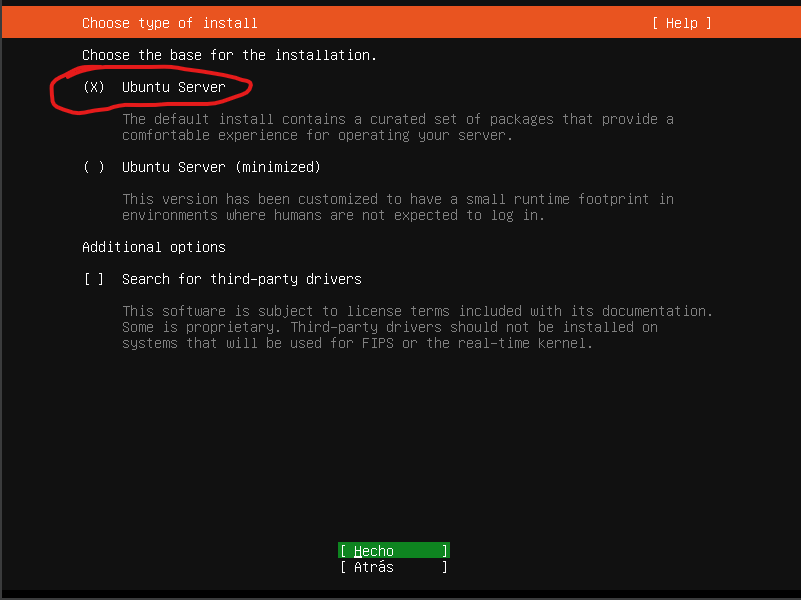 Choose type of install [ Help ]
Choose the base for the installation.
(X) Ubuntu Server
The default install contains a curated set of packages that provide a
comfortable experience for operating your server.
( ) Ubuntu Server (minimized)
This version has been customized to have a small runtime footprint in
environments where humans are not expected to log in.
Additional options
[ ] Search for third-party drivers
This software is subject to license terms included with its documentation.
Some is proprietary. Third-party drivers should not be installed on
systems that will be used for FIPS or the real-time kernel.
[ Hecho ]
[ Atrás ]